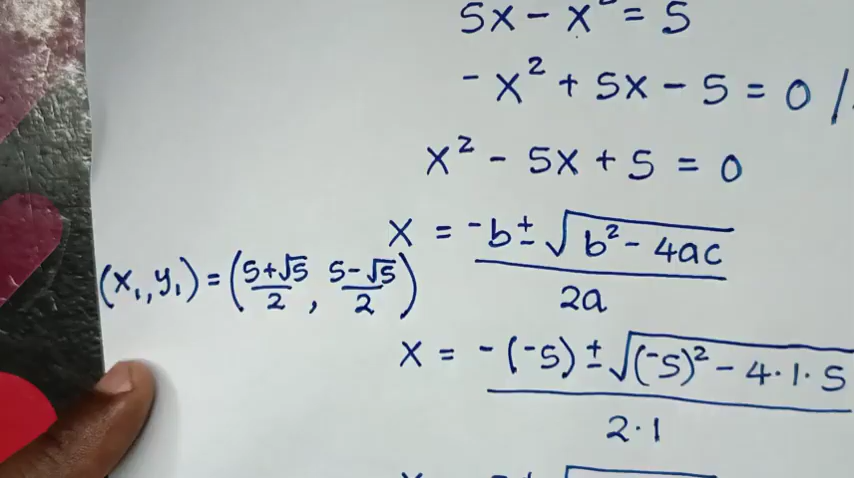 5x - x² = 5
-x² + 5x - 5 = 0 /
x² - 5x + 5 = 0
x = -b ± √(b² - 4ac) / 2a
(x₁, y₁) = ((5+√5)/2, (5-√5)/2)
x = -(-5) ± √((-5)² - 4·1·5) / 2·1